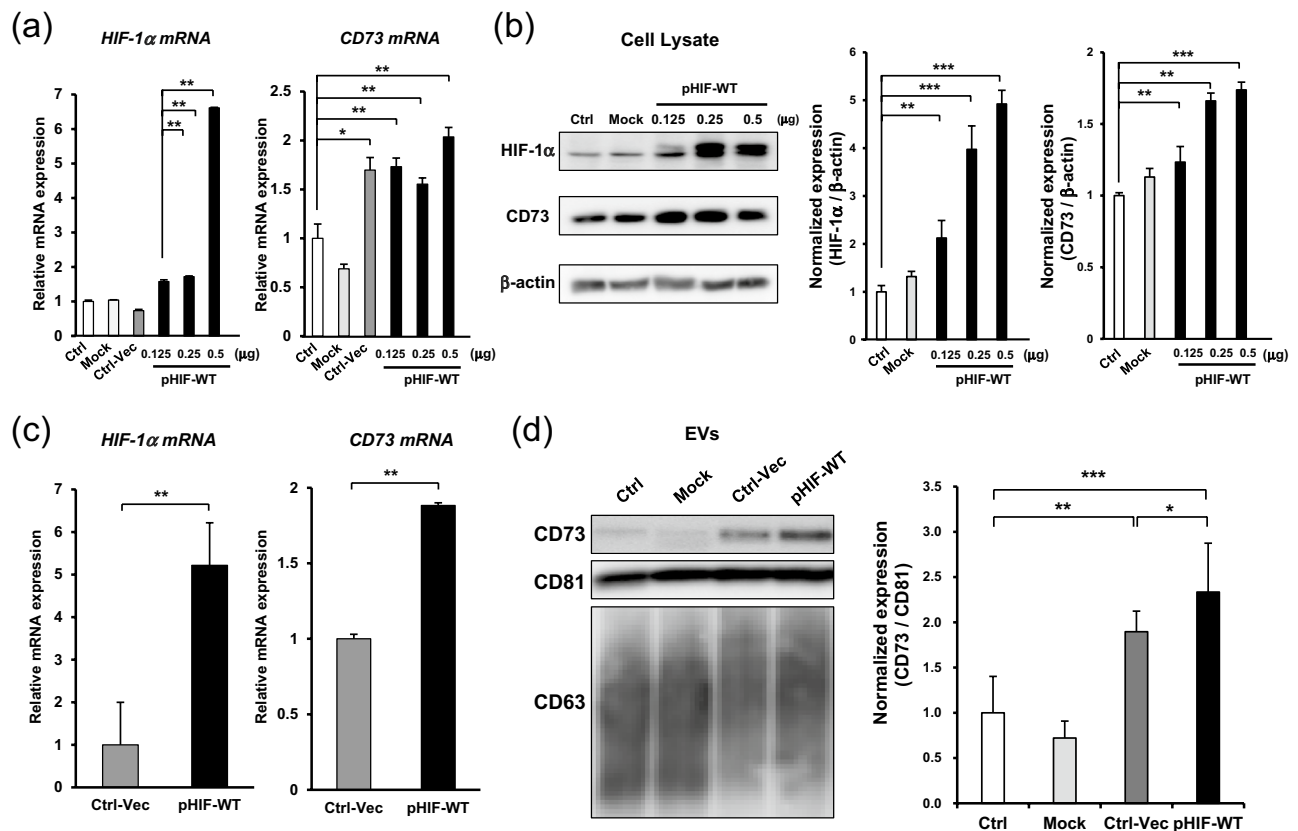 (a)
HIF-1α mRNA
Relative mRNA expression
7
6
5
4
3
2
1
0
**
**
**
Ctrl
Mock
Ctrl-Vec
0.125 0.25 0.5 (μg)
pHIF-WT
CD73 mRNA
Relative mRNA expression
2.5
2
1.5
1
0.5
0
**
**
**
*
Ctrl
Mock
Ctrl-Vec
0.125 0.25 0.5 (μg)
pHIF-WT
(b)
Cell Lysate
pHIF-WT
Ctrl Mock 0.125 0.25 0.5 (μg)
HIF-1α
CD73
β-actin
Normalized expression
(HIF-1α / β-actin)
6
5
4
3
2
1
0
***
***
**
Ctrl
Mock
0.125 0.25 0.5 (μg)
pHIF-WT
Normalized expression
(CD73 / β-actin)
2
1.5
1
0.5
0
***
**
**
Ctrl
Mock
0.125 0.25 0.5 (μg)
pHIF-WT
(c)
HIF-1α mRNA
Relative mRNA expression
7
6
5
4
3
2
1
0
**
Ctrl-Vec pHIF-WT
CD73 mRNA
Relative mRNA expression
2
1.5
1
0.5
0
**
Ctrl-Vec pHIF-WT
(d)
EVs
Ctrl Mock Ctrl-Vec pHIF-WT
CD73
CD81
CD63
Normalized expression
(CD73 / CD81)
3.5
3.0
2.5
2.0
1.5
1.0
0.5
0.0
***
**
*
Ctrl Mock Ctrl-Vec pHIF-WT